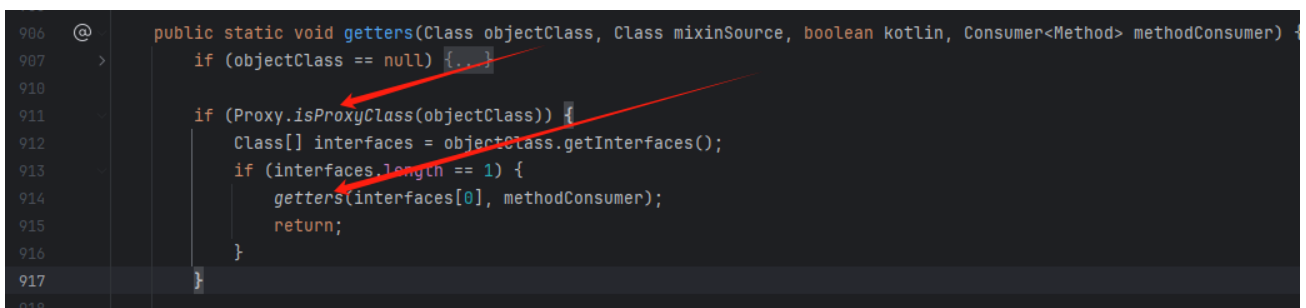 906 @ public static void getters(Class objectClass, Class mixinSource, boolean kotlin, Consumer<Method> methodConsumer) {
907 > if (objectClass == null) {...}
910
911 if (Proxy.isProxyClass(objectClass)) {
912 Class[] interfaces = objectClass.getInterfaces();
913 if (interfaces.length == 1) {
914 getters(interfaces[0], methodConsumer);
915 return;
916 }
917 }
918